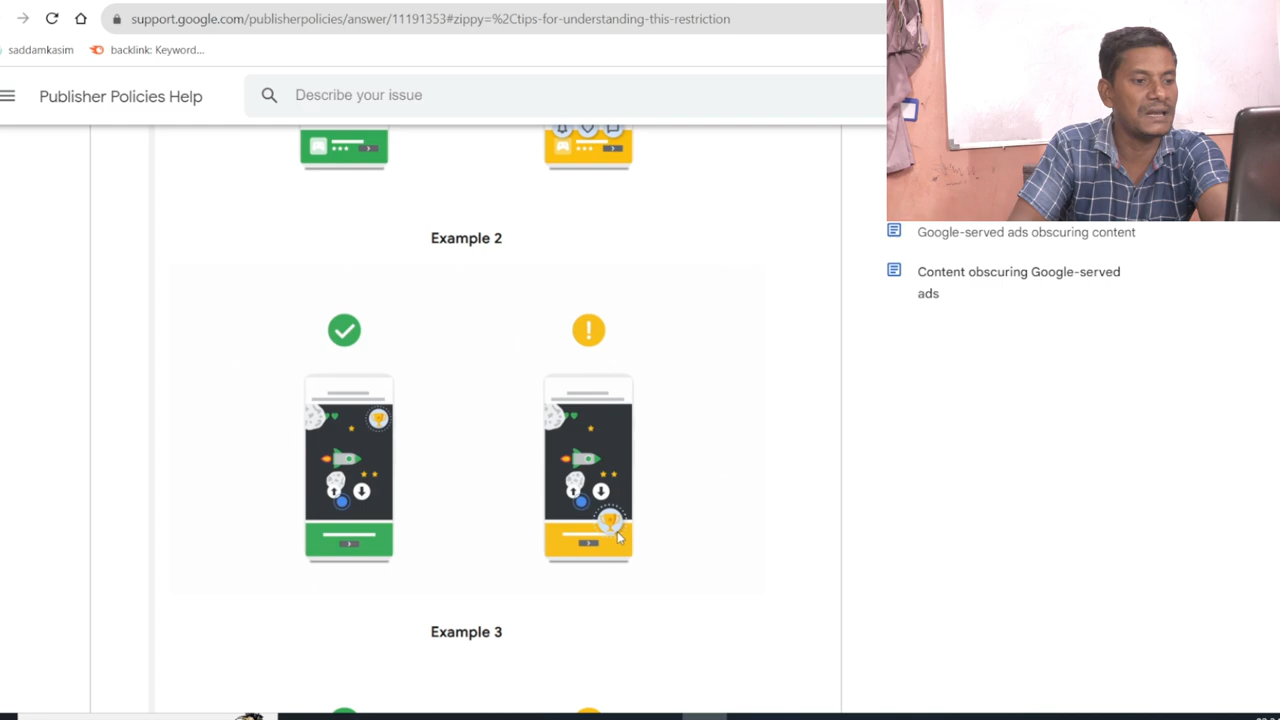 support.google.com/publisherpolicies/answer/11191353#zippy=%2Ctips-for-understanding-this-restriction
saddamkasim
backlink: Keyword...
Publisher Policies Help
Describe your issue
Example 2
Google-served ads obscuring content
Content obscuring Google-served
ads
Example 3